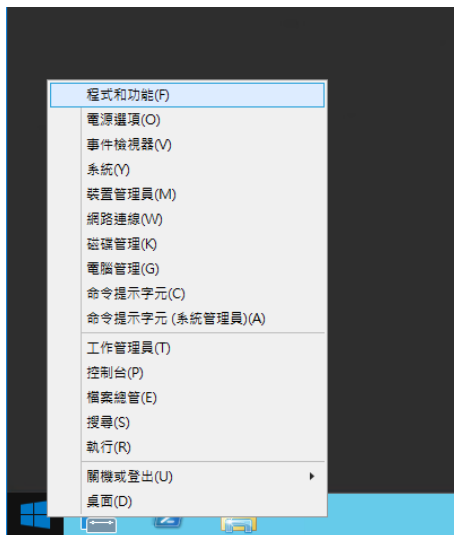 程式和功能(F)
電源選項(O)
事件檢視器(V)
系統(Y)
裝置管理員(M)
網路連線(W)
磁碟管理(K)
電腦管理(G)
命令提示字元(C)
命令提示字元 (系統管理員)(A)
工作管理員(T)
控制台(P)
檔案總管(E)
搜尋(S)
執行(R)
關機或登出(U)
桌面(D)